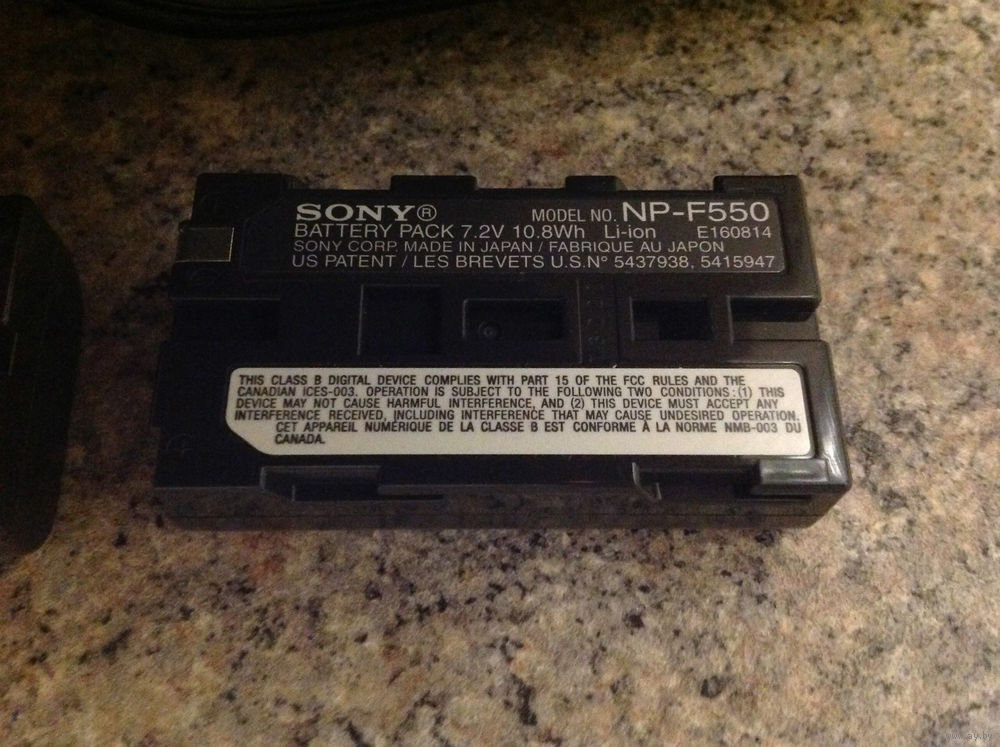 SONY® MODEL NO. NP-F550
BATTERY PACK 7.2V 10.8Wh Li-ion E160814
SONY CORP. MADE IN JAPAN / FABRIQUE AU JAPON
US PATENT / LES BREVETS U.S.N° 5437938, 5415947
THIS CLASS B DIGITAL DEVICE COMPLIES WITH PART 15 OF THE FCC RULES AND THE
CANADIAN ICES-003. OPERATION IS SUBJECT TO THE FOLLOWING TWO CONDITIONS:(1) THIS
DEVICE MAY NOT CAUSE HARMFUL INTERFERENCE, AND (2) THIS DEVICE MUST ACCEPT ANY
INTERFERENCE RECEIVED, INCLUDING INTERFERENCE THAT MAY CAUSE UNDESIRED OPERATION.
CET APPAREIL NUMÉRIQUE DE LA CLASSE B EST CONFORME À LA NORME NMB-003 DU
CANADA.